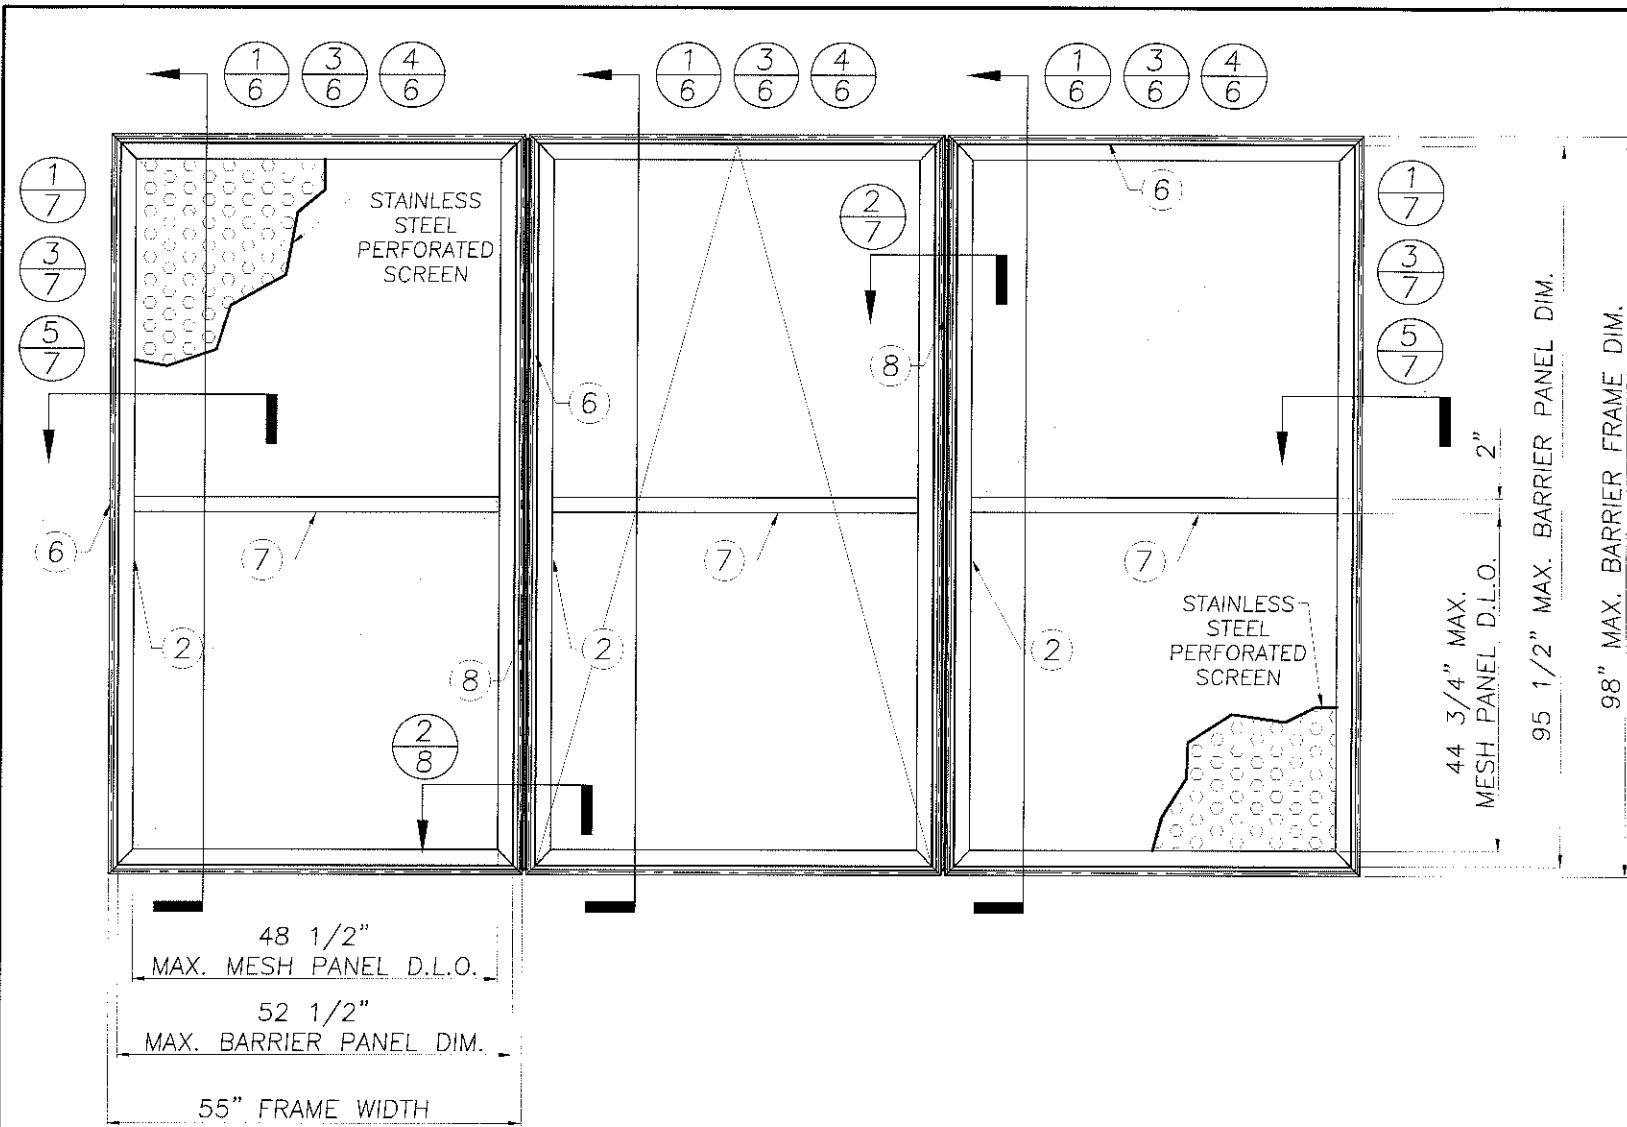 1 3 4 1 3 4 1 3 4
6 6 6 6 6 6 6 6 6
1
7
3
7
5
7
STAINLESS
STEEL
PERFORATED
SCREEN
2
7
6
1
7
3
7
5
7
8
6
6
7
7
7
2
8
2
2
2
8
STAINLESS
STEEL
PERFORATED
SCREEN
2"
44 3/4" MAX.
MESH PANEL D.L.O.
95 1/2" MAX. BARRIER PANEL DIM.
98" MAX. BARRIER FRAME DIM.
48 1/2"
MAX. MESH PANEL D.L.O.
52 1/2"
MAX. BARRIER PANEL DIM.
55" FRAME WIDTH